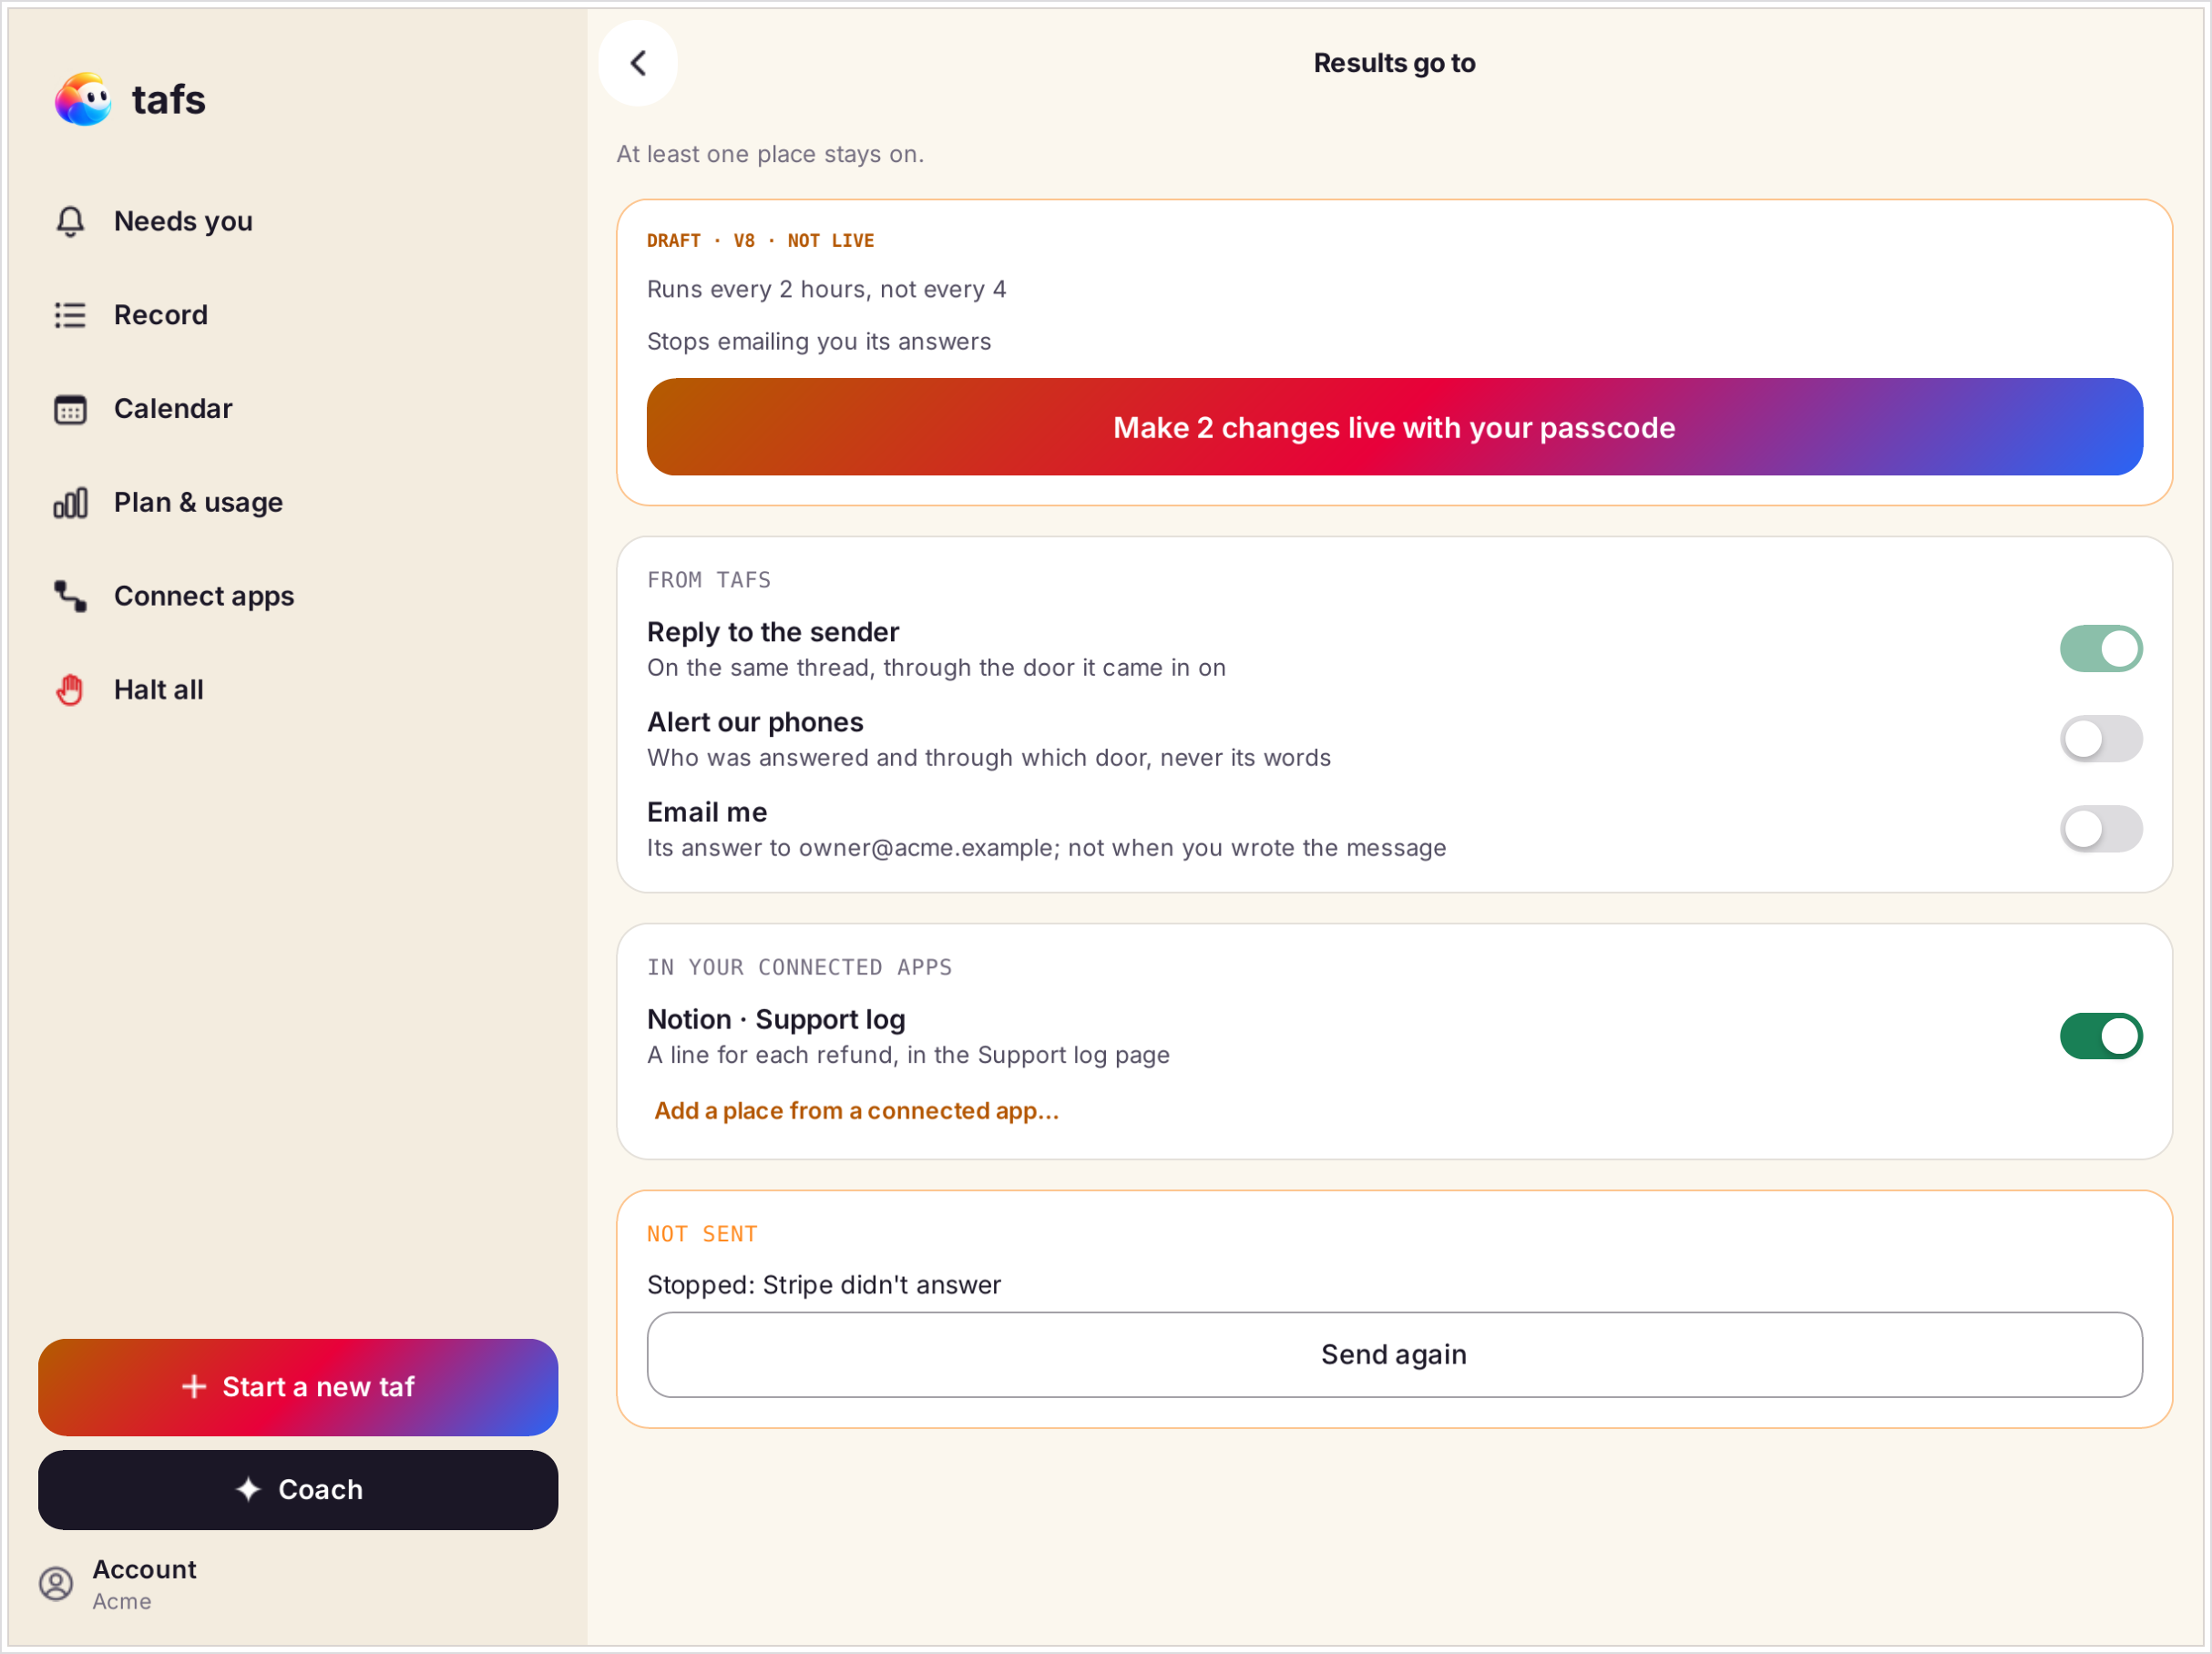 tafs
Needs you
Record
Calendar
Plan & usage
Connect apps
Halt all
+ Start a new taf
Coach
Account
Acme
Results go to
At least one place stays on.
DRAFT · V8 · NOT LIVE
Runs every 2 hours, not every 4
Stops emailing you its answers
Make 2 changes live with your passcode
FROM TAFS
Reply to the sender
On the same thread, through the door it came in on
Alert our phones
Who was answered and through which door, never its words
Email me
Its answer to owner@acme.example; not when you wrote the message
IN YOUR CONNECTED APPS
Notion · Support log
A line for each refund, in the Support log page
Add a place from a connected app...
NOT SENT
Stopped: Stripe didn't answer
Send again